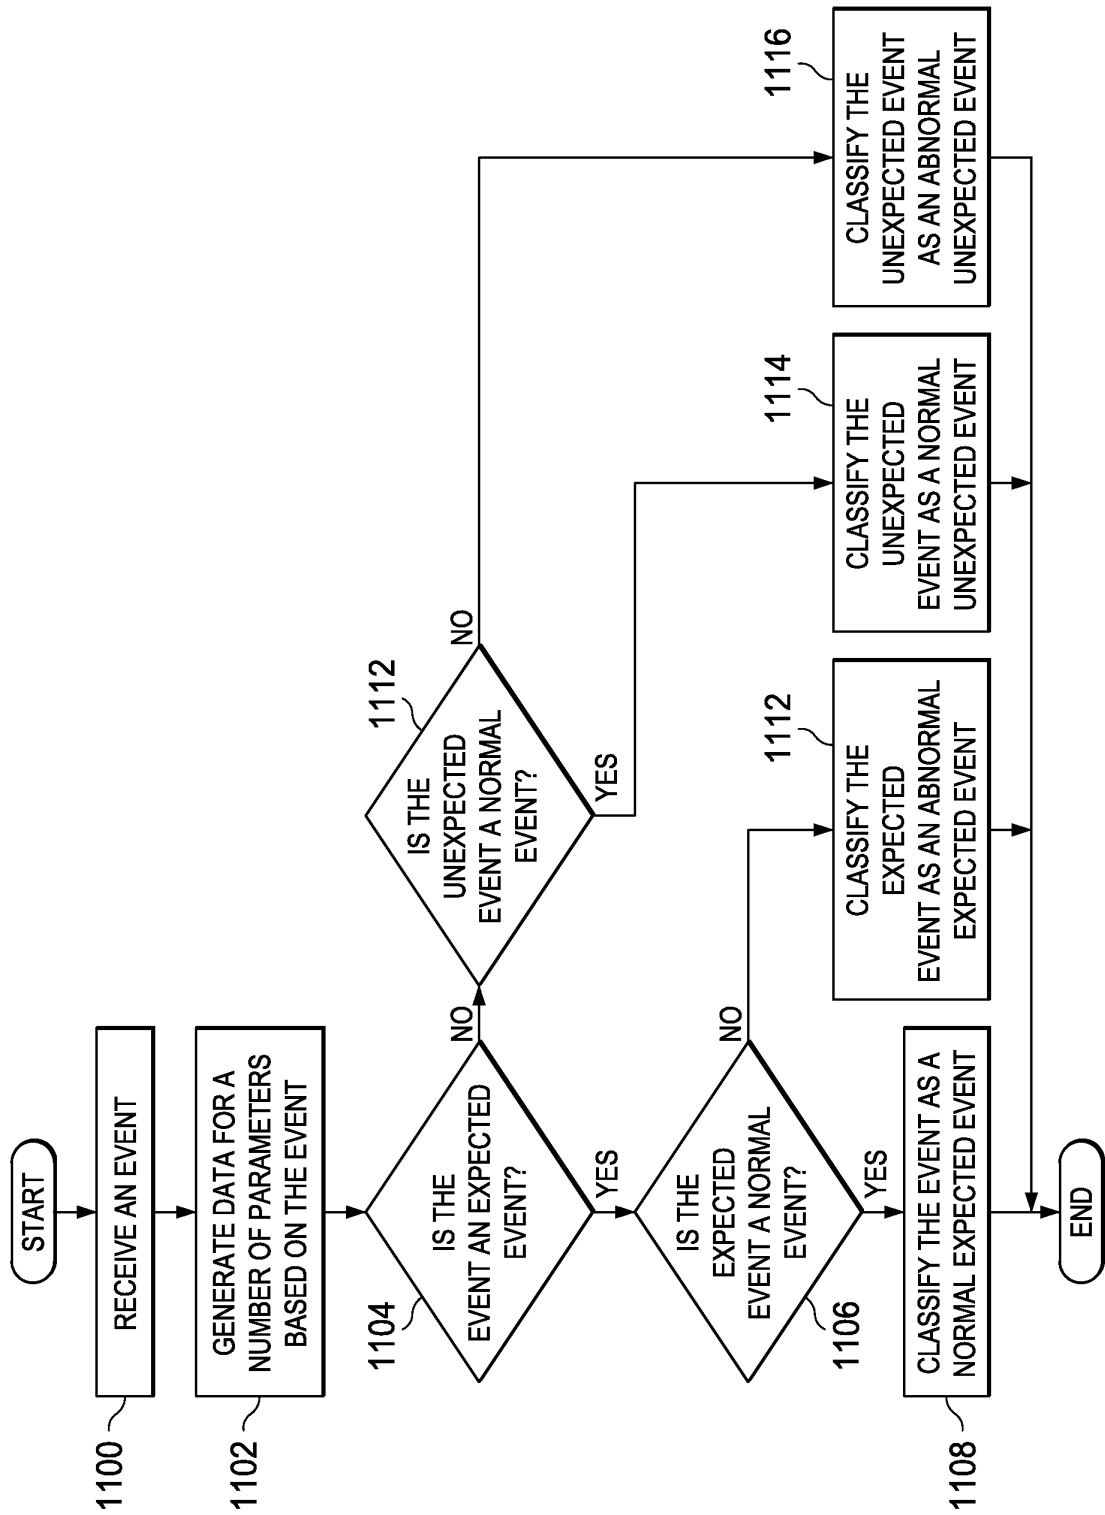 START
1100
RECEIVE AN EVENT
1102
GENERATE DATA FOR A
NUMBER OF PARAMETERS
BASED ON THE EVENT
1104
IS THE
EVENT AN EXPECTED
EVENT?
NO
YES
1112
IS THE
UNEXPECTED
EVENT A NORMAL
EVENT?
NO
YES
1106
IS THE
EXPECTED
EVENT A NORMAL
EVENT?
NO
YES
1108
CLASSIFY THE EVENT AS A
NORMAL EXPECTED EVENT
1112
CLASSIFY THE
EXPECTED
EVENT AS AN ABNORMAL
EXPECTED EVENT
1114
CLASSIFY THE
UNEXPECTED
EVENT AS A NORMAL
UNEXPECTED EVENT
1116
CLASSIFY THE
UNEXPECTED EVENT
AS AN ABNORMAL
UNEXPECTED EVENT
END